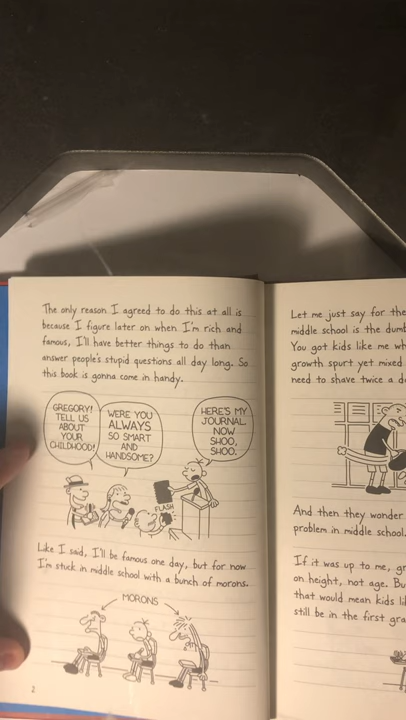 The only reason I agreed to do this at all is
because I figure later on when I'm rich and
famous, I'll have better things to do than
answer people's stupid questions all day long. So
this book is gonna come in handy.
GREGORY!
TELL US
ABOUT
YOUR
CHILDHOOD!
WERE YOU
ALWAYS
SO SMART
AND
HANDSOME?
HERE'S MY
JOURNAL.
NOW
SHOO,
SHOO.
FLASH
Like I said, I'll be famous one day, but for now
I'm stuck in middle school with a bunch of morons.
MORONS
2
Let me just say for the
middle school is the dumb
You got kids like me wh
growth spurt yet mixed
need to shave twice a d
And then they wonder
problem in middle school.
If it was up to me, gr
on height, not age. Bu
that would mean kids li
still be in the first gra